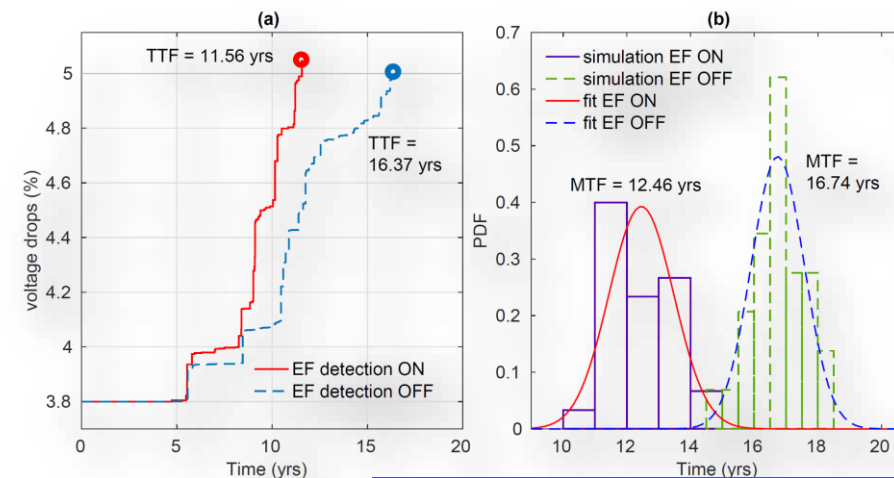 (a)
TTF = 11.56 yrs
TTF =
16.37 yrs
EF detection ON
EF detection OFF
voltage drops (%)
5
4.8
4.6
4.4
4.2
4
3.8
0
5
10
15
20
Time (yrs)
(b)
simulation EF ON
simulation EF OFF
fit EF ON
fit EF OFF
MTF = 12.46 yrs
MTF =
16.74 yrs
PDF
0.7
0.6
0.5
0.4
0.3
0.2
0.1
0
10
12
14
16
18
20
Time (yrs)